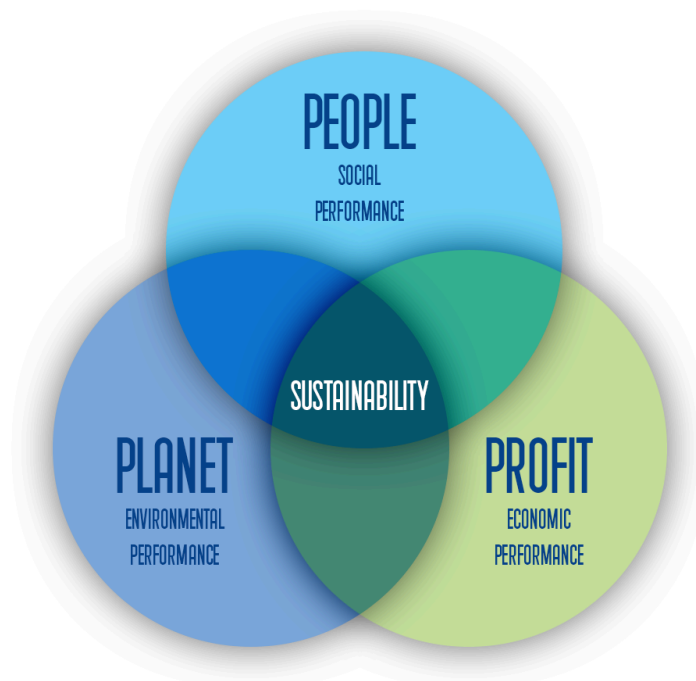 PEOPLE
SOCIAL
PERFORMANCE
SUSTAINABILITY
PLANET
ENVIRONMENTAL
PERFORMANCE
PROFIT
ECONOMIC
PERFORMANCE